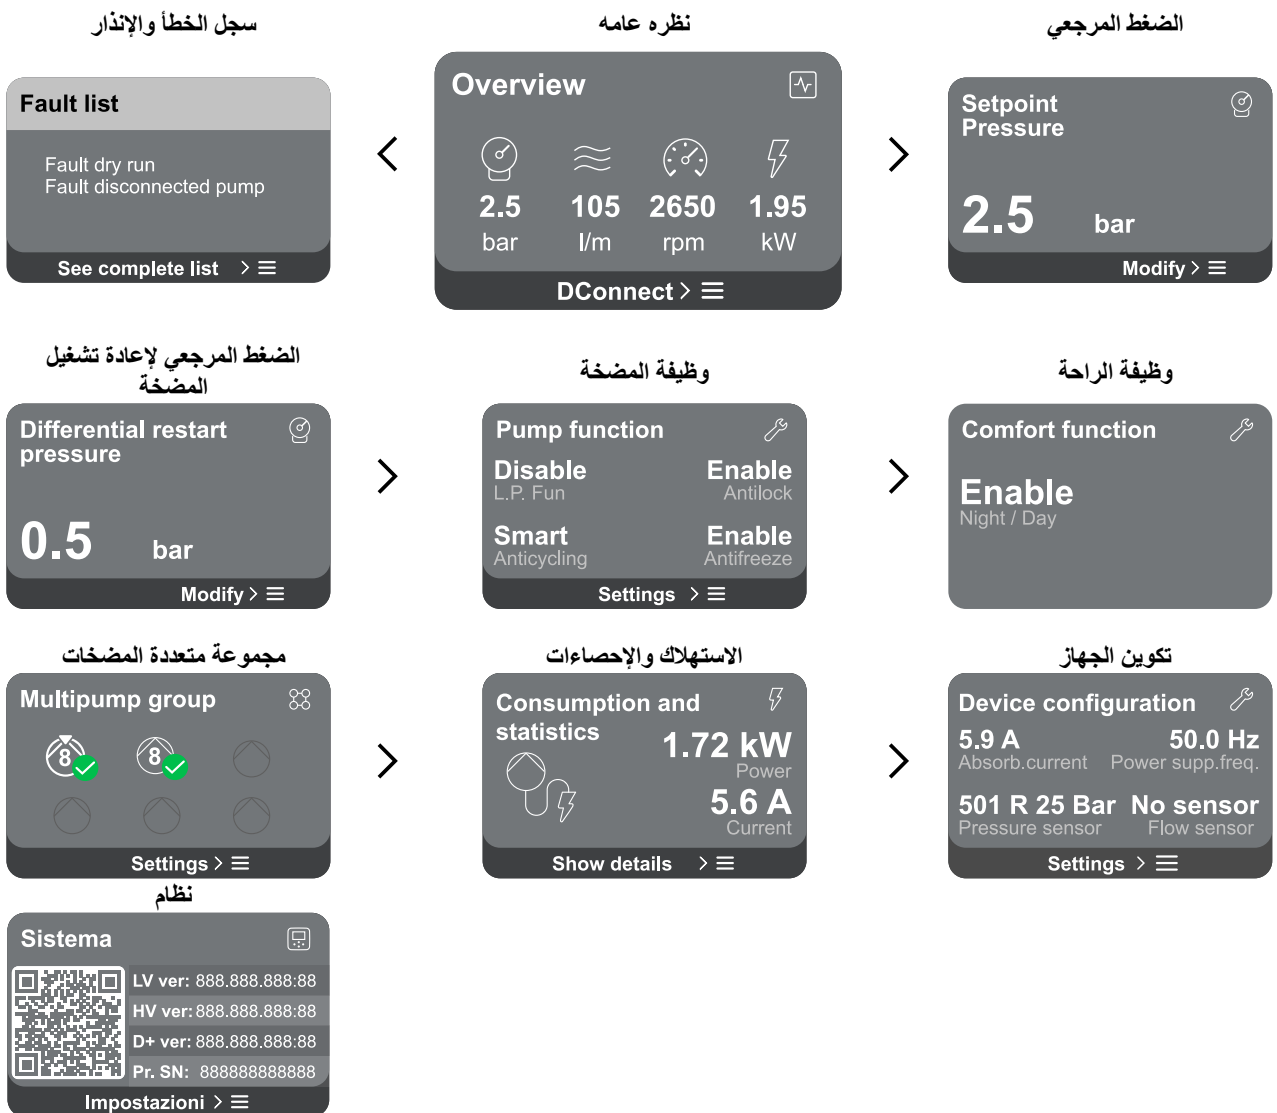 سجل الخطأ والإنذار
Fault list
Fault dry run
Fault disconnected pump
See complete list
نظره عامه
Overview
2.5 105 2650 1.95
bar l/m rpm kW
DConnect
الضغط المرجعي
Setpoint
Pressure
2.5 bar
Modify
الضغط المرجعي لإعادة تشغيل
المضخة
Differential restart
pressure
0.5 bar
Modify
وظيفة المضخة
Pump function
Disable Enable
L.P. Fun Antilock
Smart Enable
Anticycling Antifreeze
Settings
وظيفة الراحة
Comfort function
Enable
Night / Day
مجموعة متعددة المضخات
Multipump group
8 8
Settings
الاستهلاك والإحصاءات
Consumption and
statistics
1.72 kW
Power
5.6 A
Current
Show details
تكوين الجهاز
Device configuration
5.9 A 50.0 Hz
Absorb.current Power supp.freq.
501 R 25 Bar No sensor
Pressure sensor Flow sensor
Settings
نظام
Sistema
LV ver: 888.888.888:88
HV ver: 888.888.888:88
D+ ver: 888.888.888:88
Pr. SN: 888888888888
Impostazioni